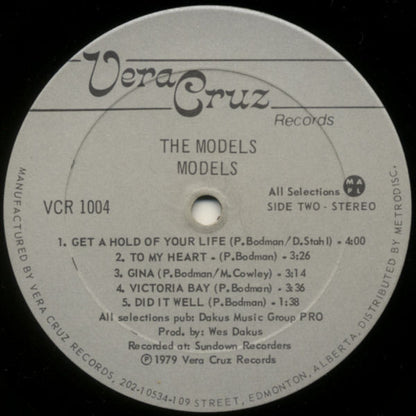 Vera Cruz
Records
THE MODELS
MODELS
VCR 1004
All Selections
MAPL
SIDE TWO - STEREO
1. GET A HOLD OF YOUR LIFE (P.Bodman/D.Stahl) - 4:00
2. TO MY HEART - (P.Bodman) - 3:26
3. GINA (P.Bodman/M.Cowley) - 3:14
4. VICTORIA BAY (P.Bodman) - 3:36
5. DID IT WELL (P.Bodman) - 1:38
All selections pub: Dakus Music Group PRO
Prod. by: Wes Dakus
Recorded at: Sundown Recorders
Ⓟ 1979 Vera Cruz Records
MANUFACTURED BY VERA CRUZ RECORDS, 202-10534-109 STREET, EDMONTON, ALBERTA. DISTRIBUTED BY METRODISC.